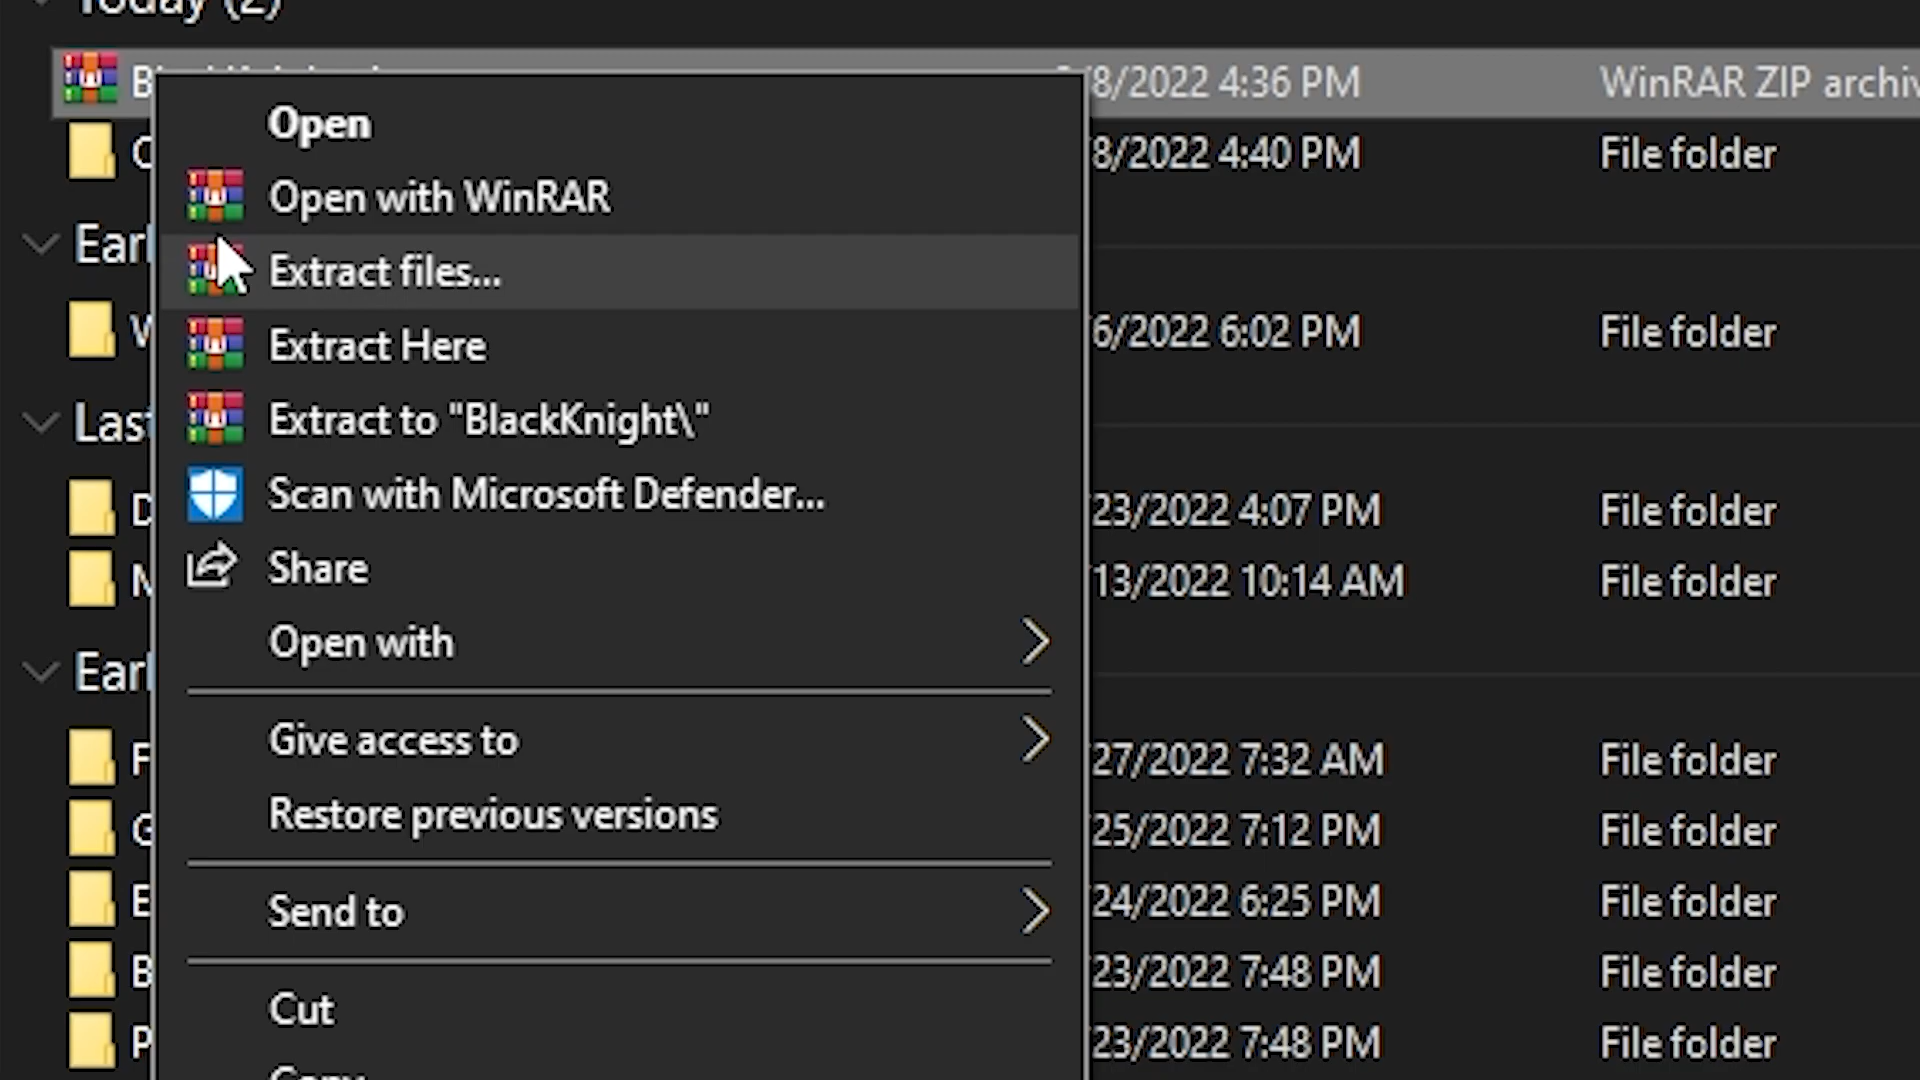 Today (2)
/8/2022 4:36 PM WinRAR ZIP archiv
Open
/8/2022 4:40 PM File folder
Open with WinRAR
Extract files...
/6/2022 6:02 PM File folder
Extract Here
Extract to "BlackKnight\"
Scan with Microsoft Defender...
23/2022 4:07 PM File folder
Share
13/2022 10:14 AM File folder
Open with
Give access to
27/2022 7:32 AM File folder
Restore previous versions
25/2022 7:12 PM File folder
Send to
24/2022 6:25 PM File folder
23/2022 7:48 PM File folder
Cut
23/2022 7:48 PM File folder
Copy